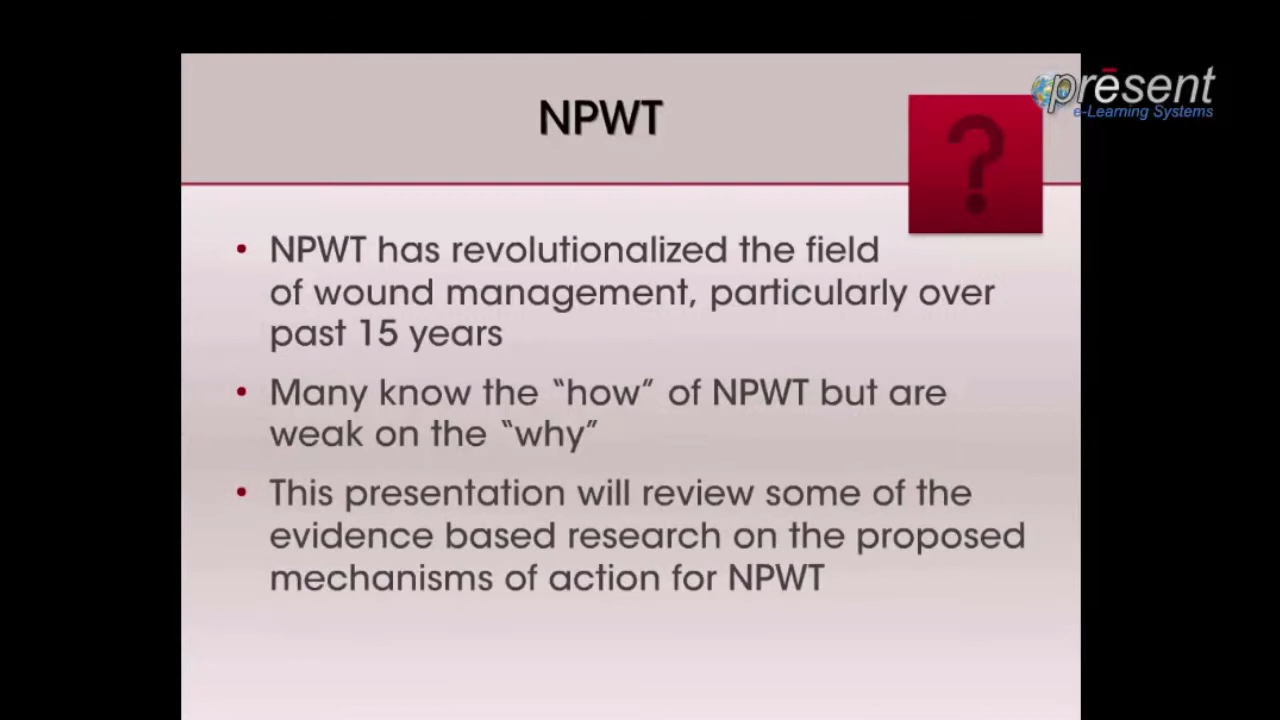 présent
e-Learning Systems
NPWT
?
• NPWT has revolutionalized the field
of wound management, particularly over
past 15 years
• Many know the “how” of NPWT but are
weak on the “why”
• This presentation will review some of the
evidence based research on the proposed
mechanisms of action for NPWT